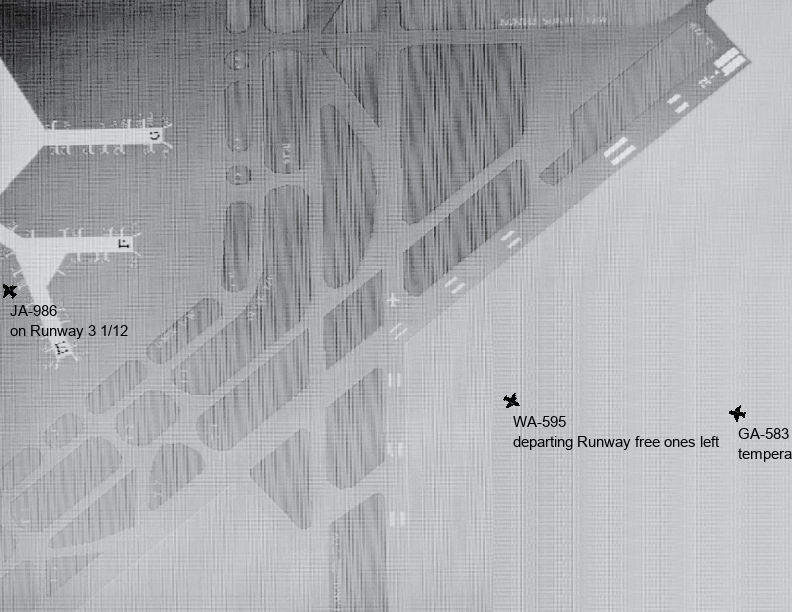 JA-986
on Runway 3 1/12
WA-595
departing Runway free ones left
GA-583
tempera